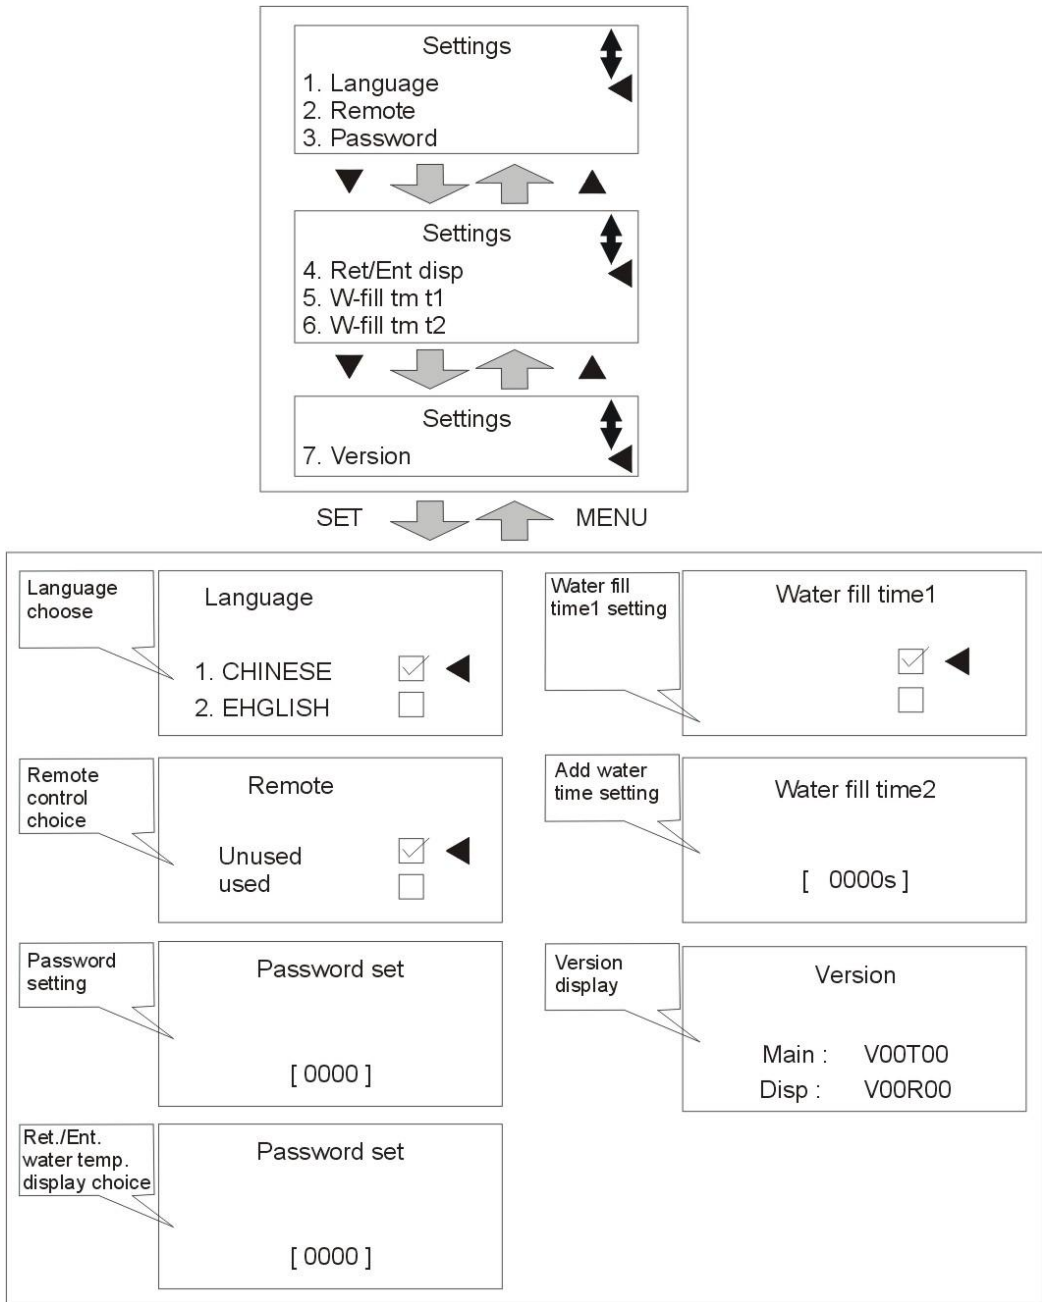 Settings
1. Language
2. Remote
3. Password
Settings
4. Ret/Ent disp
5. W-fill tm t1
6. W-fill tm t2
Settings
7. Version
SET
MENU
Language
choose
Language
1. CHINESE
2. EHGLISH
Remote
control
choice
Remote
Unused
used
Password
setting
Password set
[ 0000 ]
Ret./Ent.
water temp.
display choice
Password set
[ 0000 ]
Water fill
time1 setting
Water fill time1
Add water
time setting
Water fill time2
[ 0000s ]
Version
display
Version
Main : V00T00
Disp : V00R00